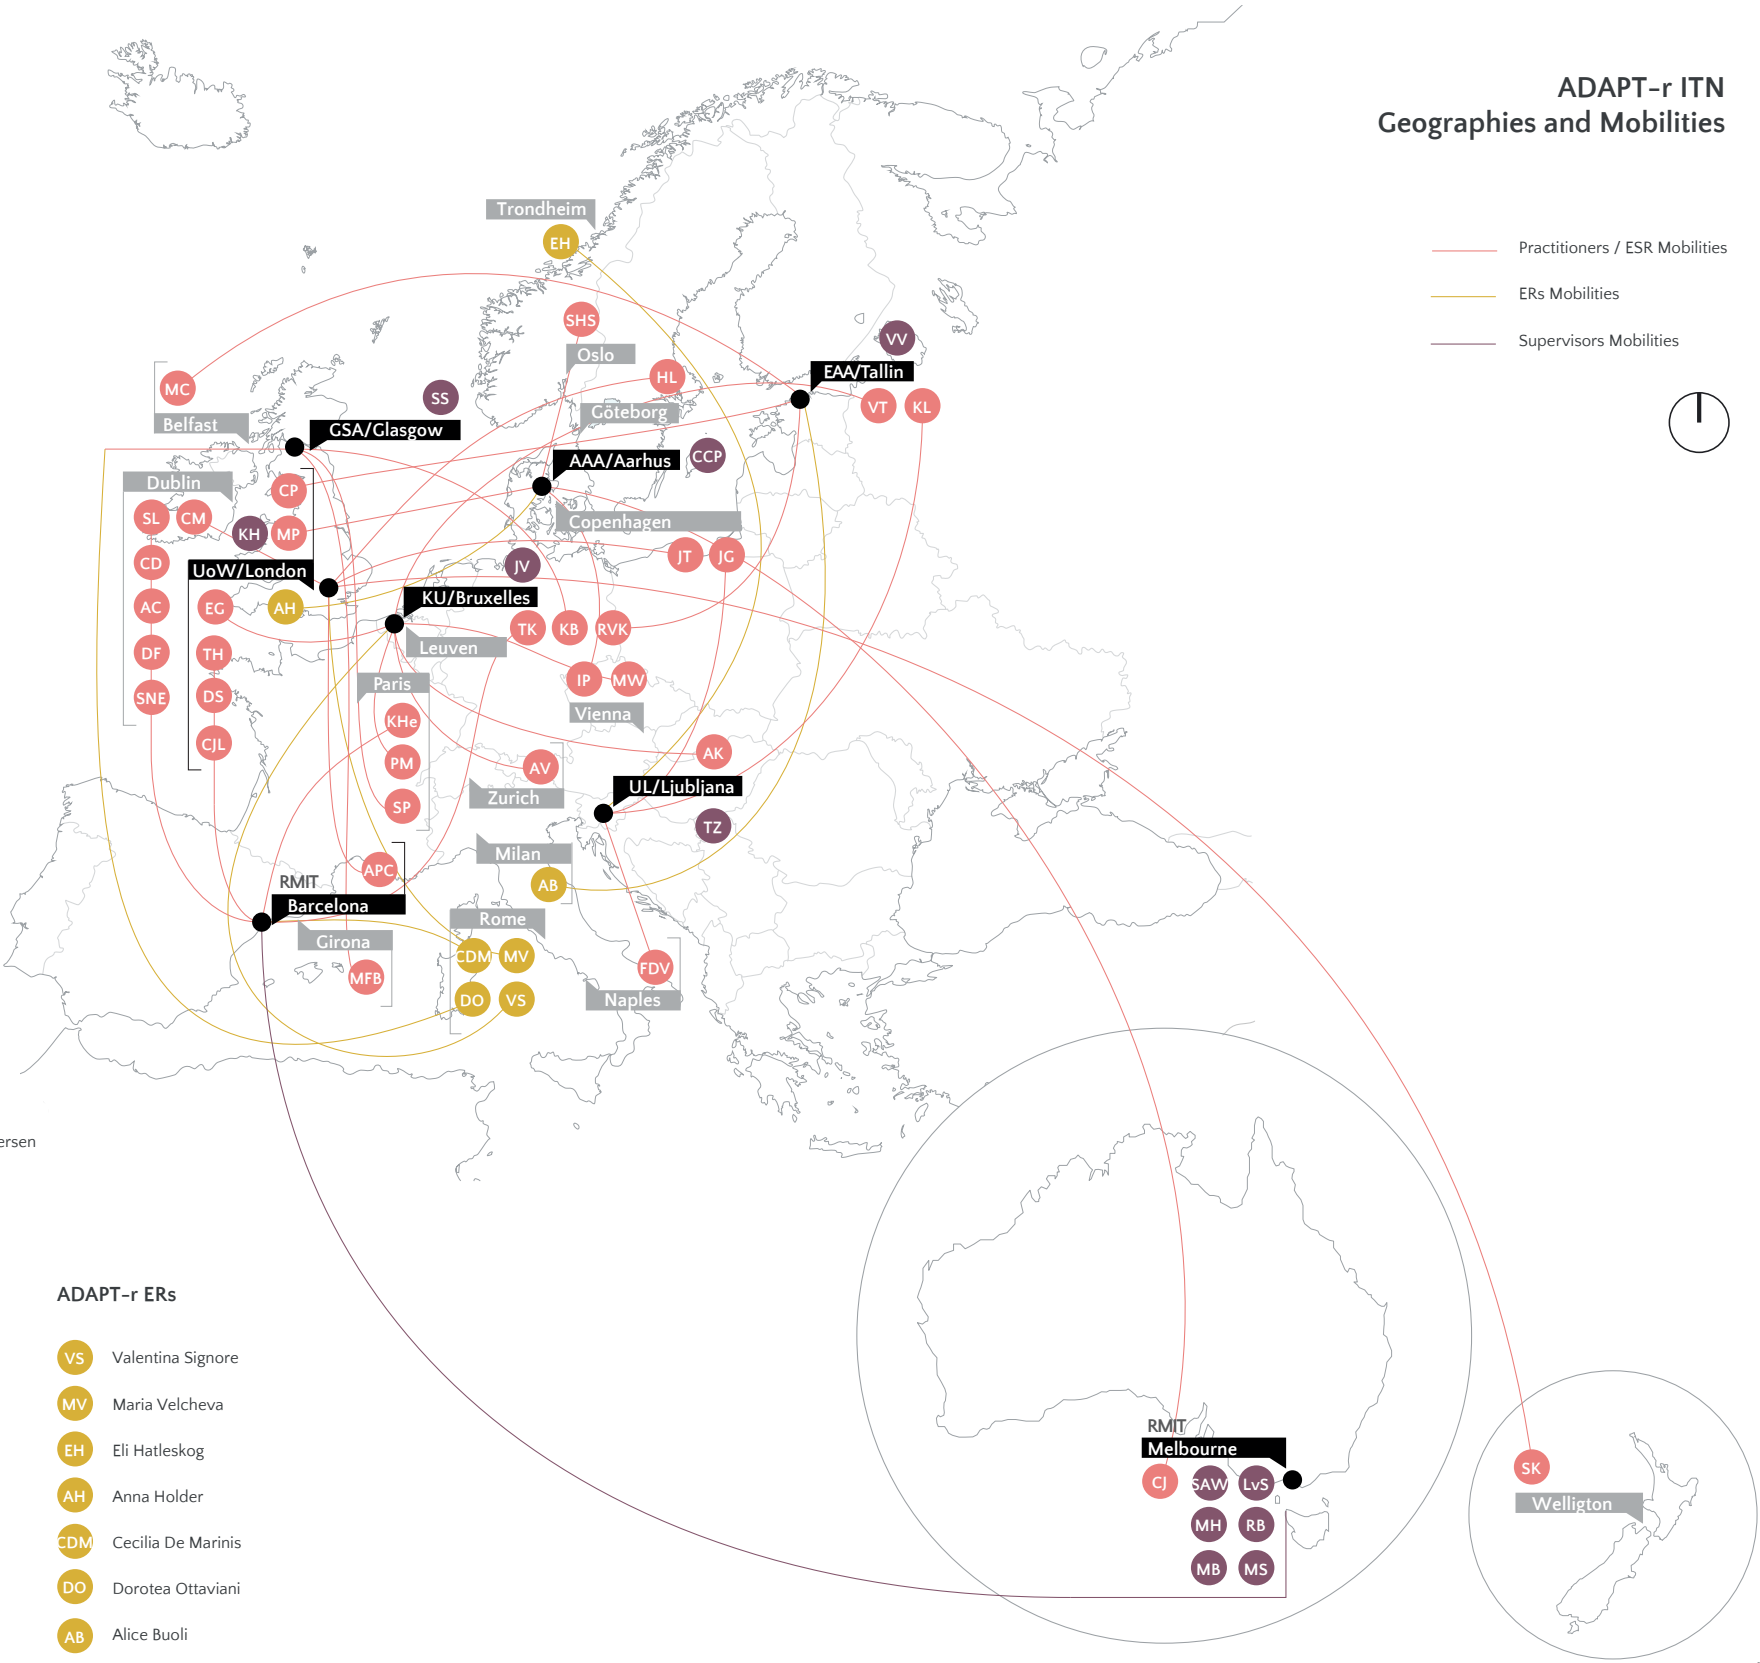 ADAPT-r ITN
Geographies and Mobilities
Practitioners / ESR Mobilities
ERs Mobilities
Supervisors Mobilities
Trondheim
EH
SHS
Oslo
HL
Göteborg
VV
EAA/Tallin
VT
KL
MC
Belfast
SS
GSA/Glasgow
AAA/Aarhus
CCP
Dublin
CP
SL
CM
KH
MP
Copenhagen
JT
JG
CD
UoW/London
JV
KU/Bruxelles
AC
EG
AH
TK
KB
RVK
Leuven
DF
TH
IP
MW
SNE
DS
Paris
Vienna
KHe
CJL
PM
AV
AK
Zurich
UL/Ljubljana
SP
TZ
Milan
AB
APC
RMIT
Barcelona
Girona
MFB
Rome
CDM
MV
DO
VS
FDV
Naples
ersen
RMIT
Melbourne
CJ
SAW
LvS
MH
RB
MB
MS
SK
Welligton
ADAPT-r ERs
VS Valentina Signore
MV Maria Velcheva
EH Eli Hatleskog
AH Anna Holder
CDM Cecilia De Marinis
DO Dorotea Ottaviani
AB Alice Buoli